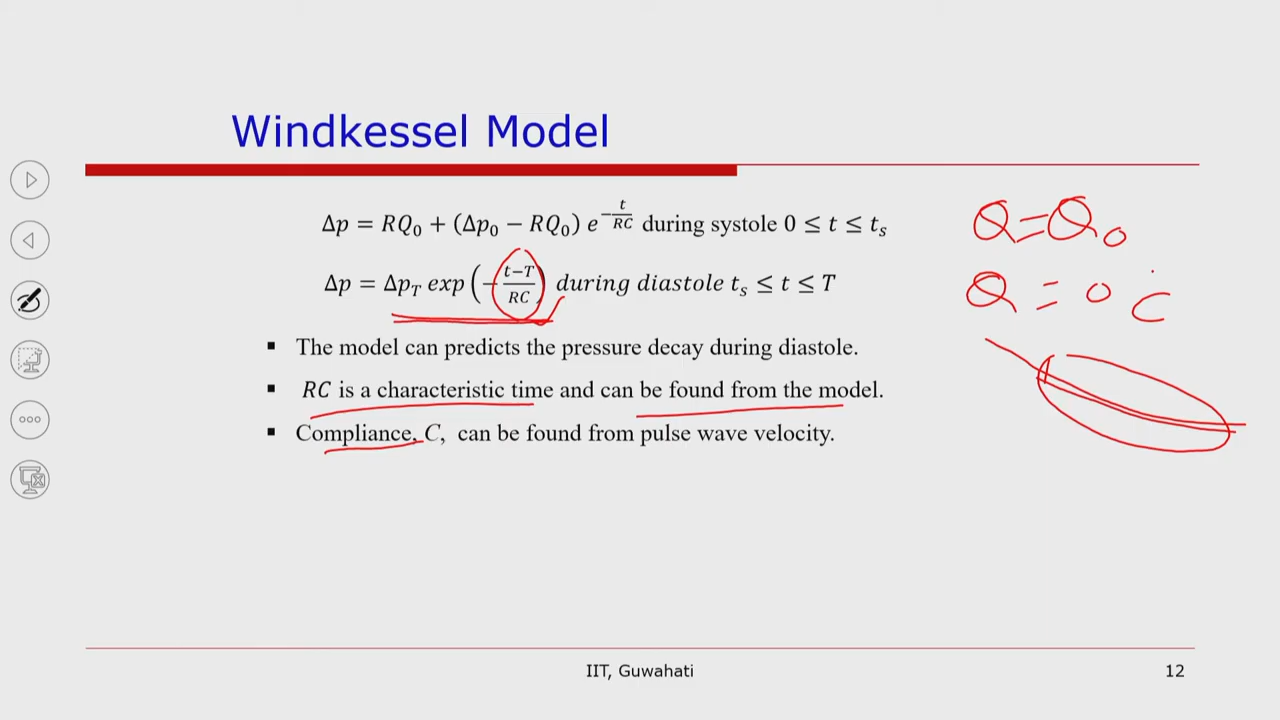 Windkessel Model
Δp = RQ₀ + (Δp₀ − RQ₀) e^(−t/RC) during systole 0 ≤ t ≤ tₛ
Q=Q₀
Δp = Δp_T exp(−(t−T)/RC) during diastole tₛ ≤ t ≤ T
Q = 0 C
▪ The model can predicts the pressure decay during diastole.
▪ RC is a characteristic time and can be found from the model.
▪ Compliance, C, can be found from pulse wave velocity.
IIT, Guwahati
12